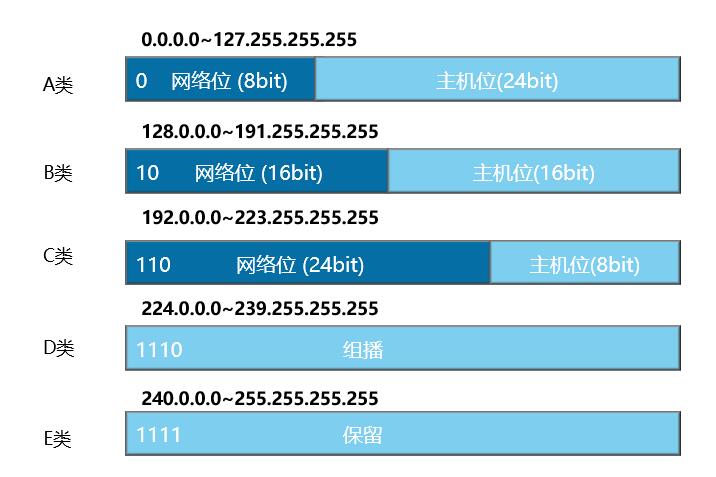 0.0.0.0~127.255.255.255
A类
0 网络位 (8bit) 主机位(24bit)
128.0.0.0~191.255.255.255
B类
10 网络位 (16bit) 主机位(16bit)
192.0.0.0~223.255.255.255
C类
110 网络位 (24bit) 主机位(8bit)
224.0.0.0~239.255.255.255
D类
1110 组播
240.0.0.0~255.255.255.255
E类
1111 保留